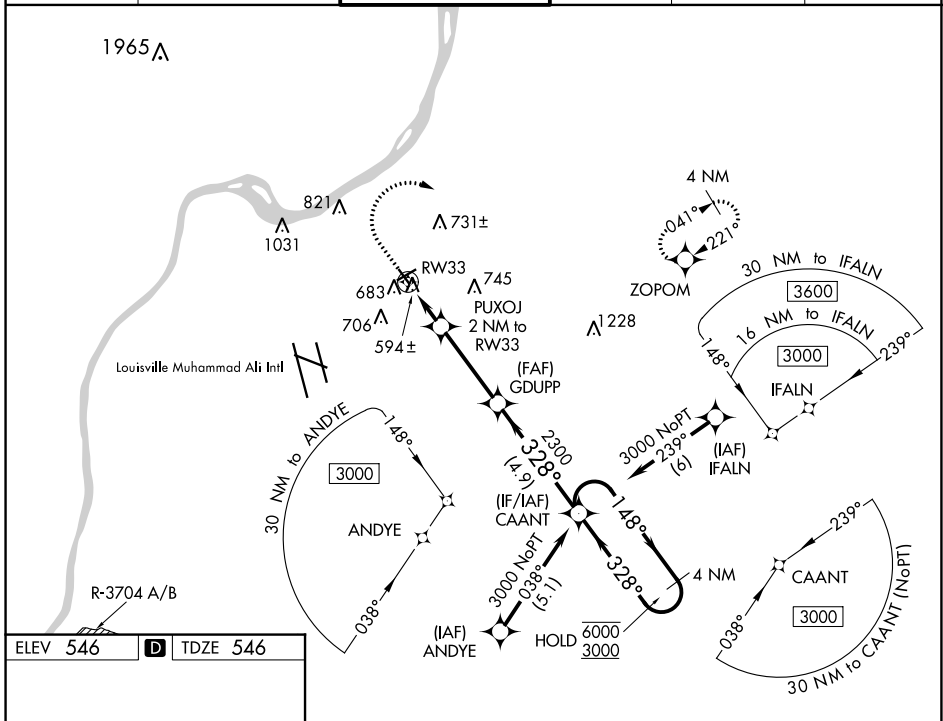 1965
4 NM
821
731±
041°
221°
1031
RW33
683
745
ZOPOM
30 NM to IFALN
3600
16 NM to IFALN
PUXOJ
2 NM to
RW33
706
594±
1228
148°
239°
3000
Louisville Muhammad Ali Intl
(FAF)
GDUPP
IFALN
30 NM to ANDYE
148°
3000
2300
328°
(4.9)
3000 NoPT
239°
(6)
(IAF)
IFALN
(IF/IAF)
CAANT
148°
239°
ANDYE
3000 NoPT
038°
(5.1)
328°
4 NM
CAANT
R-3704 A/B
038°
(IAF)
ANDYE
HOLD
6000
3000
038°
3000
30 NM to CAANT (NoPT)
ELEV 546 D TDZE 546